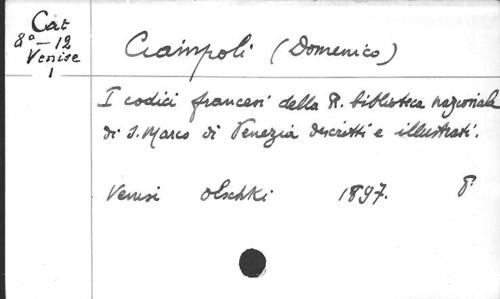 Cat
8° - 12
Venise
1
Ciampoli (Domenico)
I codici francesi della R. biblioteca nazionale
di S. Marco di Venezia descritti e illustrati.
Venise Olschki 1897. 8°